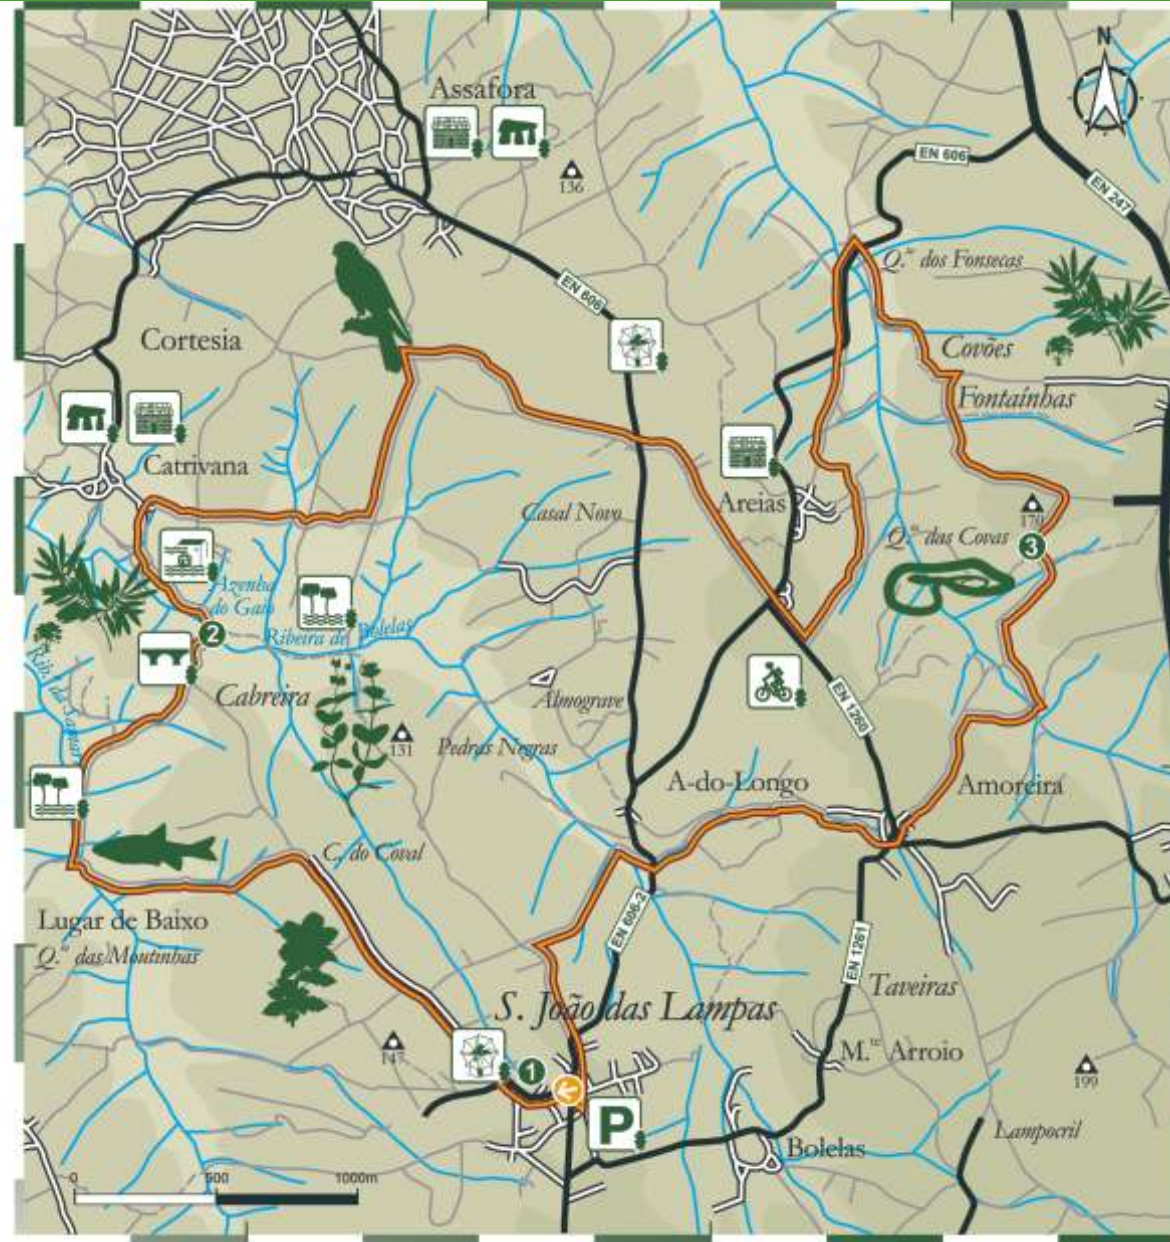 N
Assafora
136
EN 606
EN 247
Q.ta dos Fonsecas
EN 606
Cortesia
Covões
Fontaínhas
Catrivana
Casal Novo
Areias
170
Q.ta das Covas
3
Azenha
do Gaio
2
Ribeira de Bolelas
Cabreira
Almograve
EN 1260
131
Pedras Negras
A-do-Longo
Amoreira
C. do Coval
Lugar de Baixo
Q.ta das Moutinhas
EN 606-2
EN 1261
Taveiras
S. João das Lampas
147
M.te Arroio
1
199
P
Lampocril
Bolelas
0
500
1000m